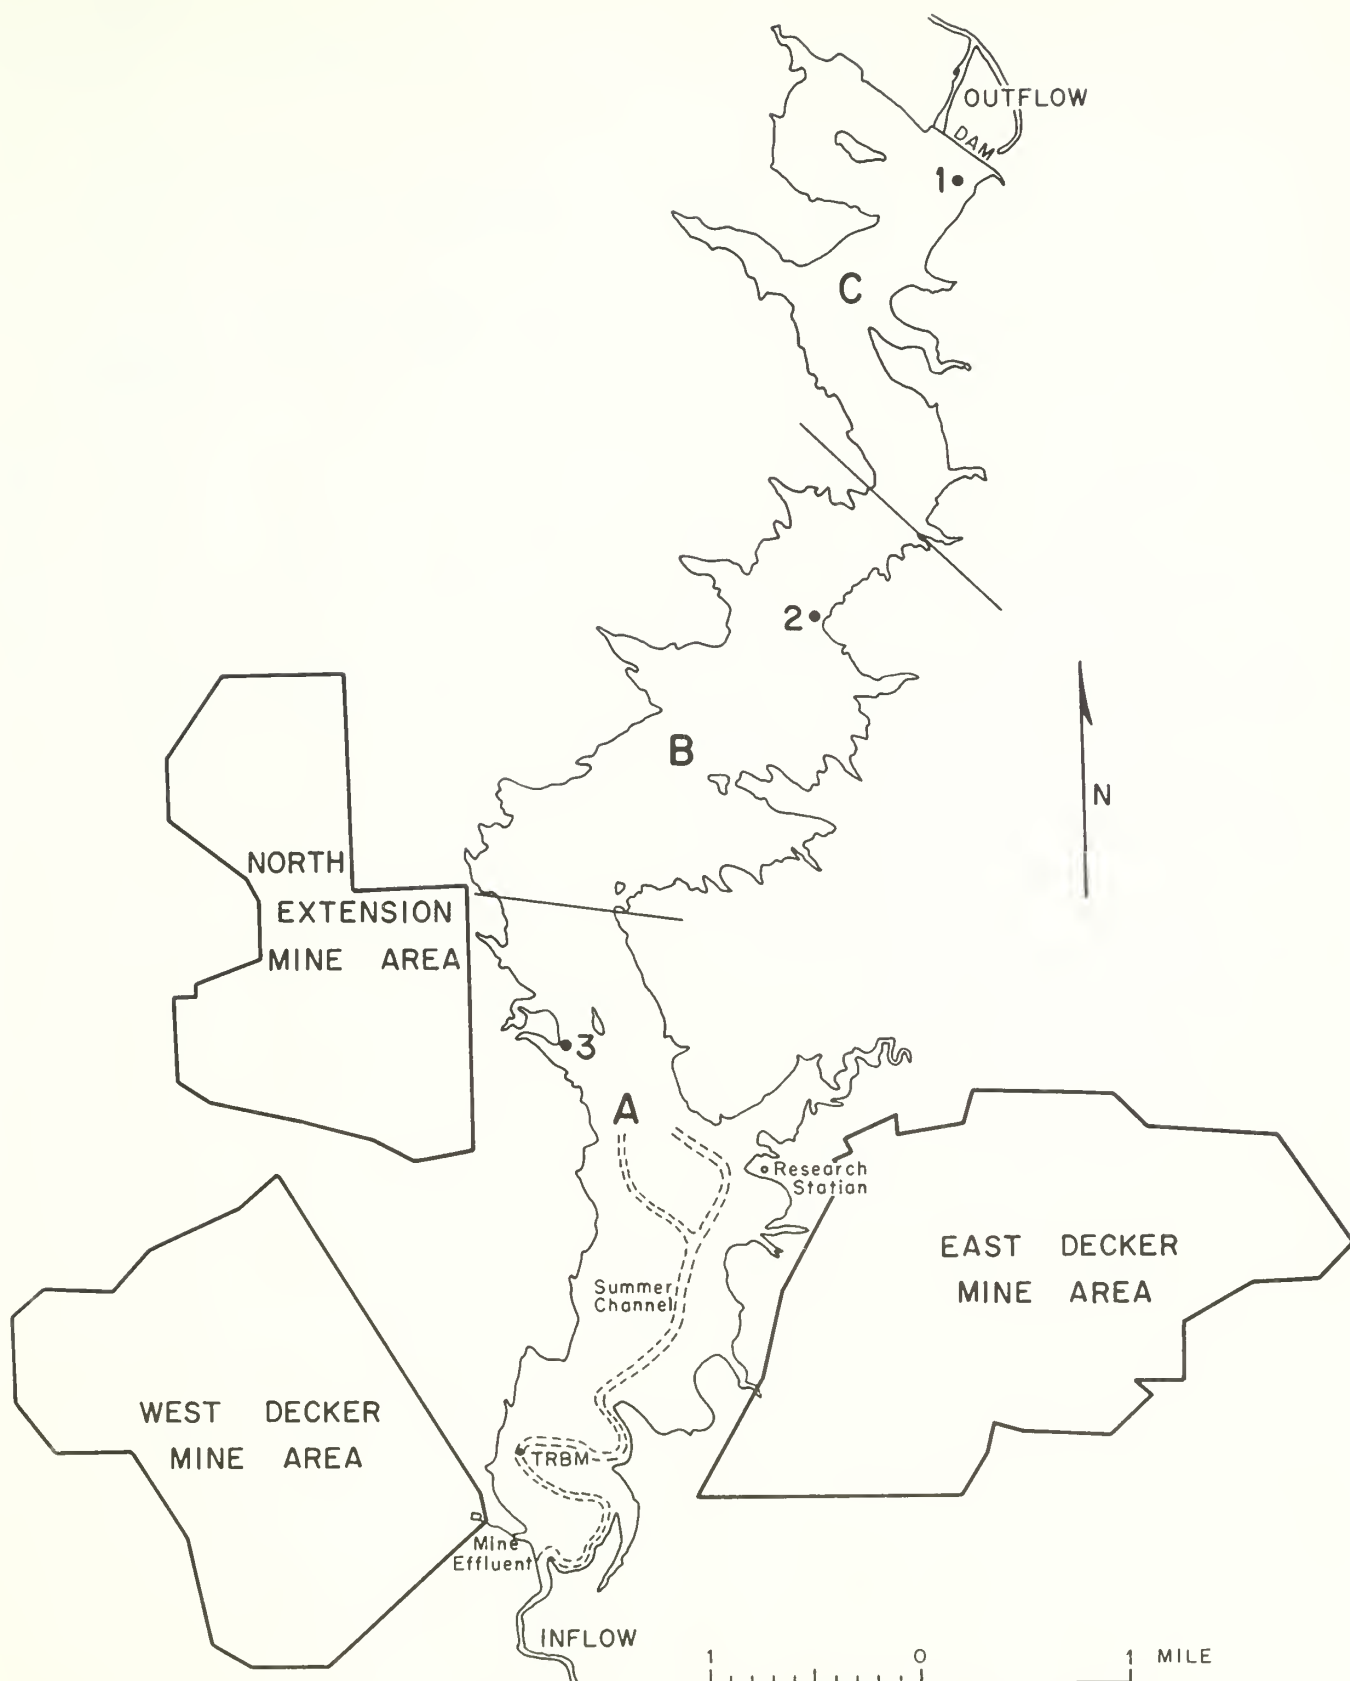 OUTFLOW
DAM
1
C
2
B
N
NORTH
EXTENSION
MINE AREA
3
A
Research
Station
EAST DECKER
MINE AREA
Summer
Channel
WEST DECKER
MINE AREA
TRBM
Mine
Effluent
INFLOW
1 0 1 MILE